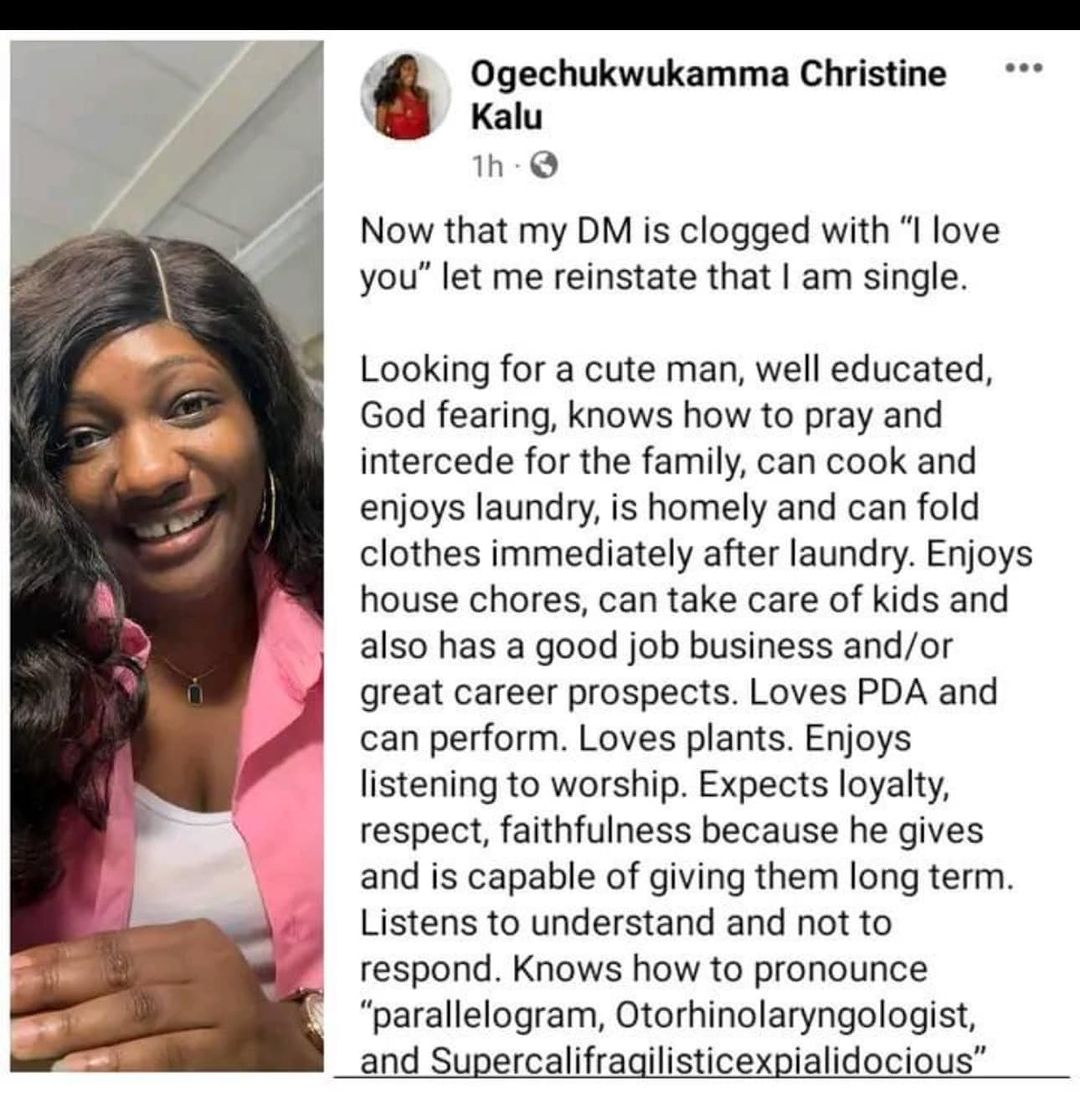 Ogechukwukamma Christine
Kalu
1h ·
Now that my DM is clogged with “I love
you” let me reinstate that I am single.
Looking for a cute man, well educated,
God fearing, knows how to pray and
intercede for the family, can cook and
enjoys laundry, is homely and can fold
clothes immediately after laundry. Enjoys
house chores, can take care of kids and
also has a good job business and/or
great career prospects. Loves PDA and
can perform. Loves plants. Enjoys
listening to worship. Expects loyalty,
respect, faithfulness because he gives
and is capable of giving them long term.
Listens to understand and not to
respond. Knows how to pronounce
“parallelogram, Otorhinolaryngologist,
and Supercalifragilisticexpialidocious”